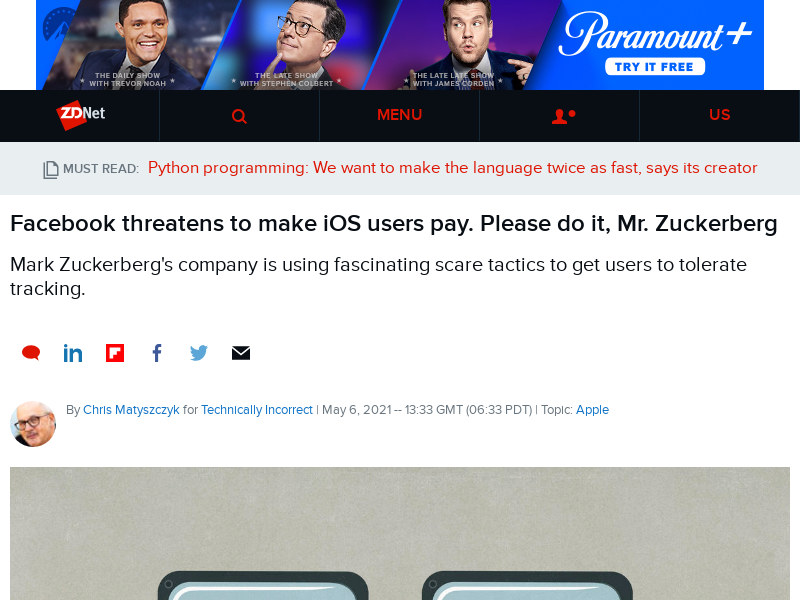 THE DAILY SHOW
WITH TREVOR NOAH
THE LATE SHOW
WITH STEPHEN COLBERT
THE LATE LATE SHOW
WITH JAMES CORDEN
Paramount+
TRY IT FREE
ZDNet
MENU
US
MUST READ: Python programming: We want to make the language twice as fast, says its creator
Facebook threatens to make iOS users pay. Please do it, Mr. Zuckerberg
Mark Zuckerberg's company is using fascinating scare tactics to get users to tolerate
tracking.
By Chris Matyszczyk for Technically Incorrect | May 6, 2021 -- 13:33 GMT (06:33 PDT) | Topic: Apple